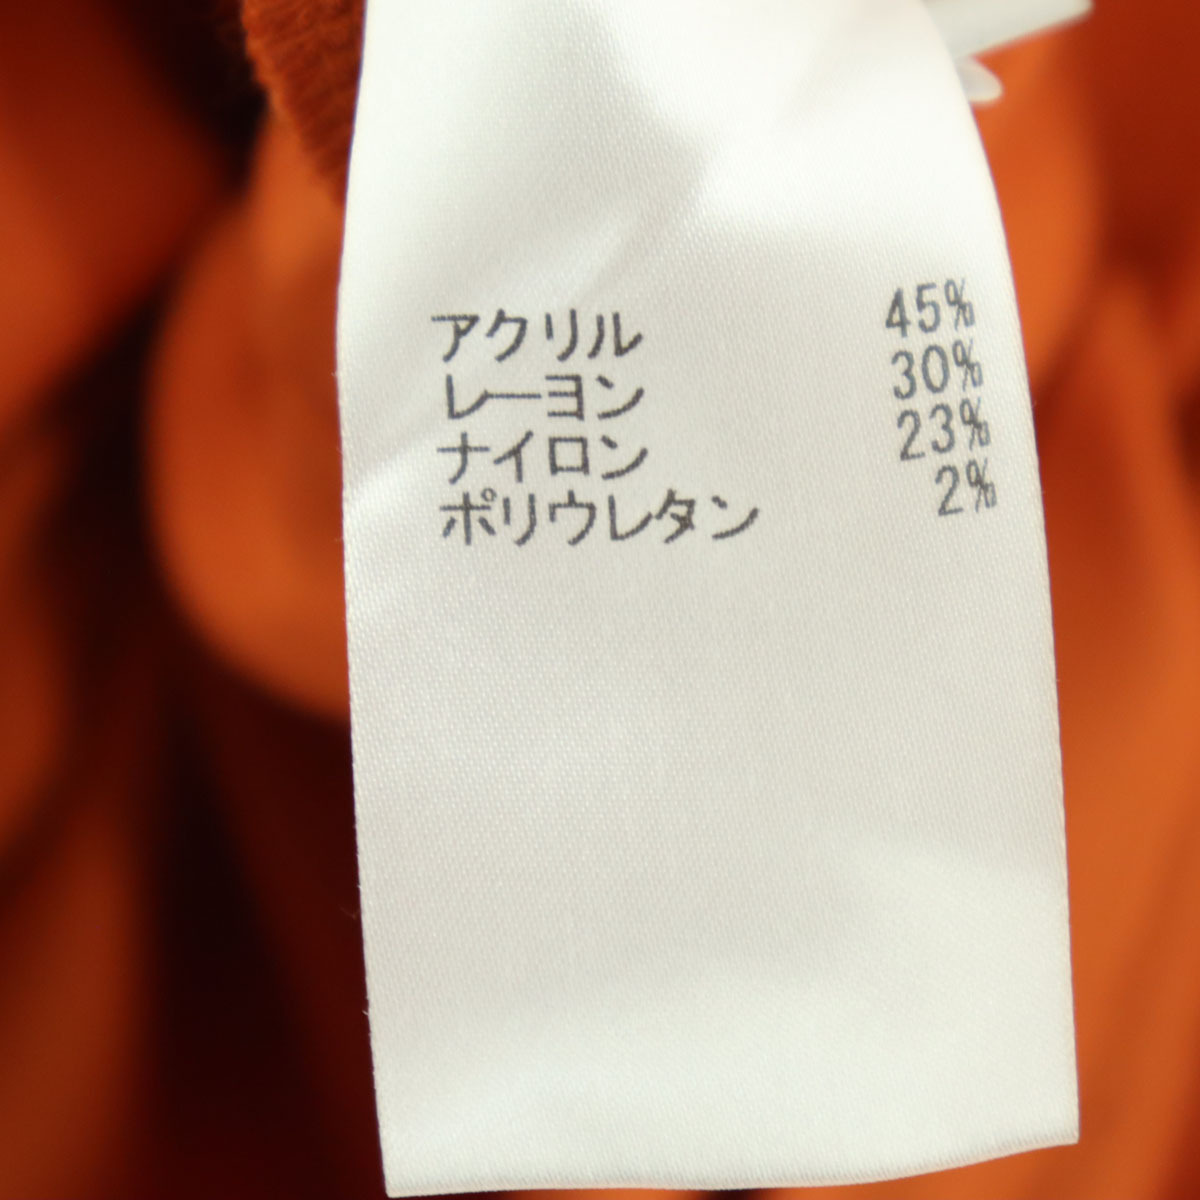 アクリル 45%
レーヨン 30%
ナイロン 23%
ポリウレタン 2%